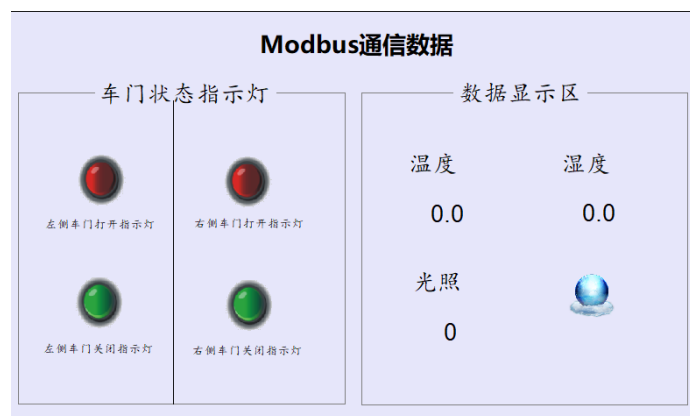 Modbus通信数据
车门状态指示灯
左侧车门打开指示灯
右侧车门打开指示灯
左侧车门关闭指示灯
右侧车门关闭指示灯
数据显示区
温度
湿度
0.0
0.0
光照
0